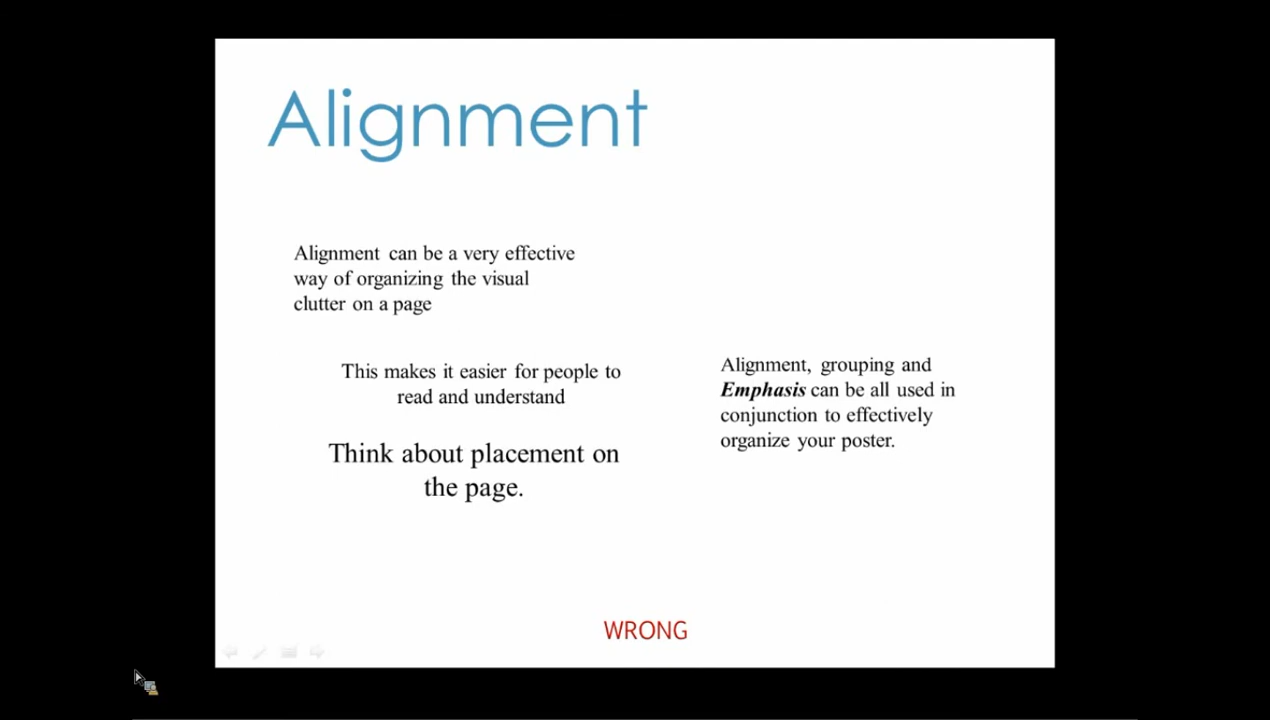 Alignment
Alignment can be a very effective
way of organizing the visual
clutter on a page
This makes it easier for people to
read and understand
Think about placement on
the page.
Alignment, grouping and
Emphasis can be all used in
conjunction to effectively
organize your poster.
WRONG